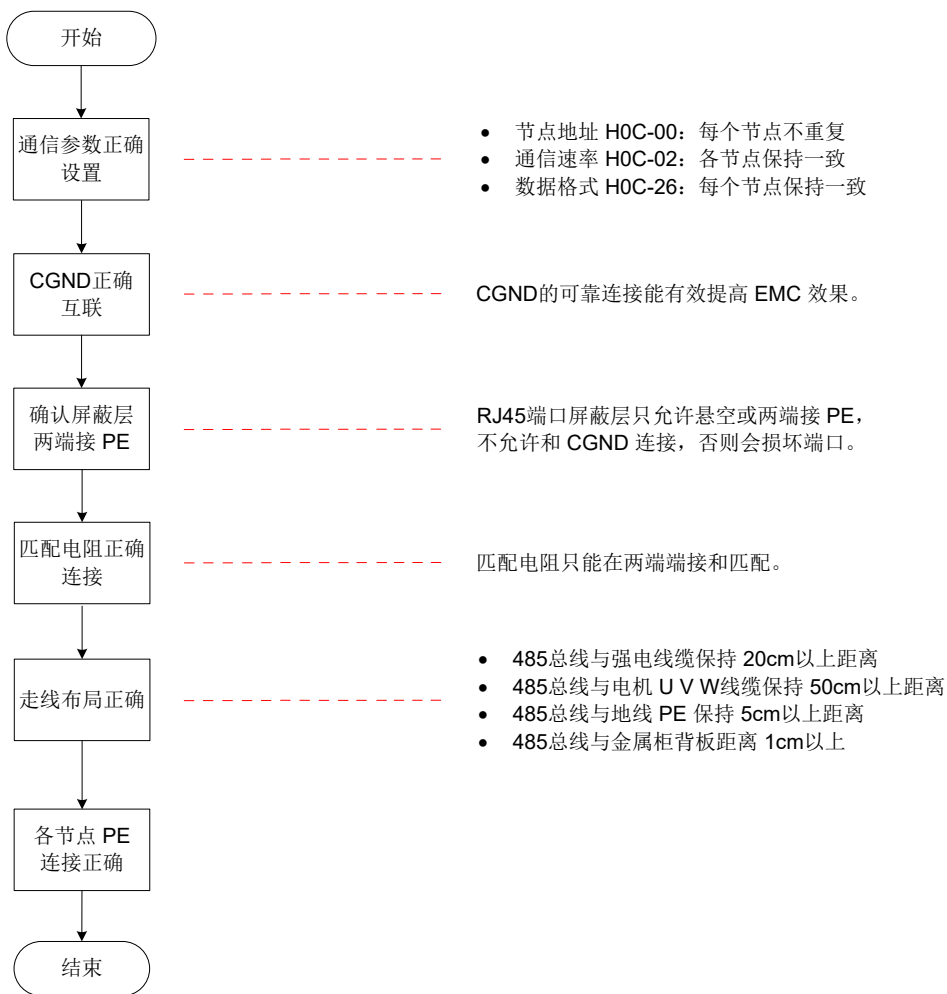 开始
通信参数正确
设置
• 节点地址 H0C-00：每个节点不重复
• 通信速率 H0C-02：各节点保持一致
• 数据格式 H0C-26：每个节点保持一致
CGND正确
互联
CGND的可靠连接能有效提高 EMC 效果。
确认屏蔽层
两端接 PE
RJ45端口屏蔽层只允许悬空或两端接 PE，
不允许和 CGND 连接，否则会损坏端口。
匹配电阻正确
连接
匹配电阻只能在两端端接和匹配。
走线布局正确
• 485总线与强电线缆保持 20cm以上距离
• 485总线与电机 U V W线缆保持 50cm以上距离
• 485总线与地线 PE 保持 5cm以上距离
• 485总线与金属柜背板距离 1cm以上
各节点 PE
连接正确
结束